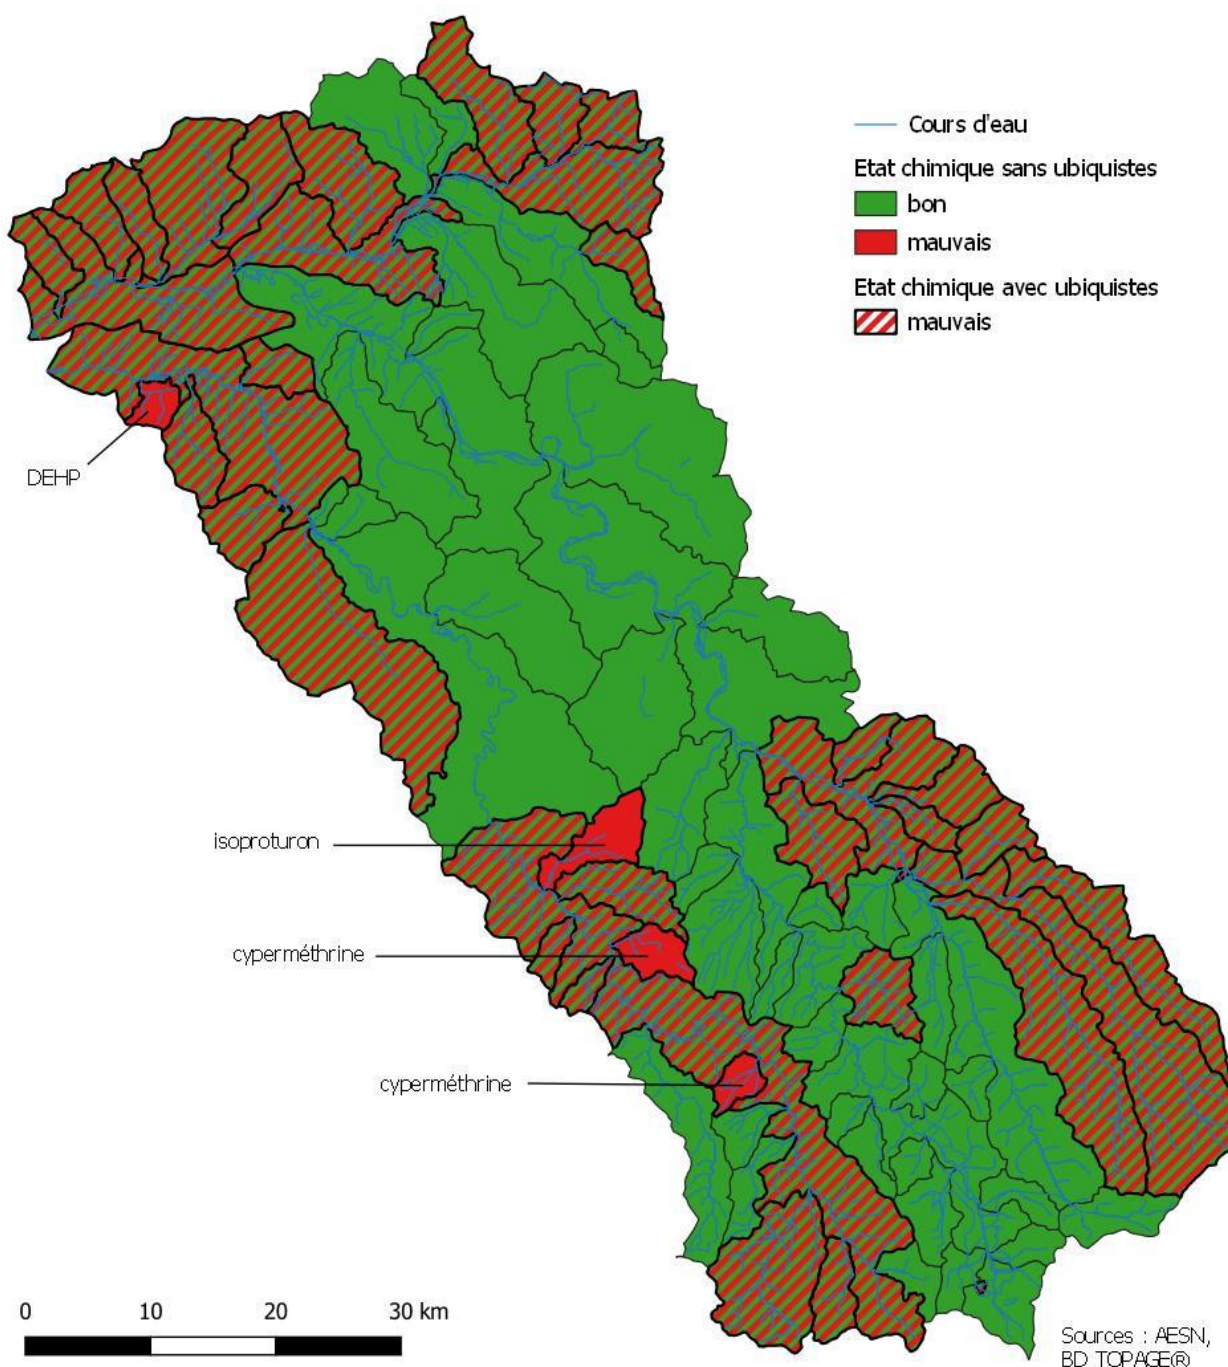 Cours d'eau
Etat chimique sans ubiquistes
bon
mauvais
Etat chimique avec ubiquistes
mauvais
DEHP
isoproturon
cyperméthrine
cyperméthrine
0 10 20 30 km
Sources : AESN,
BD TOPAGE®